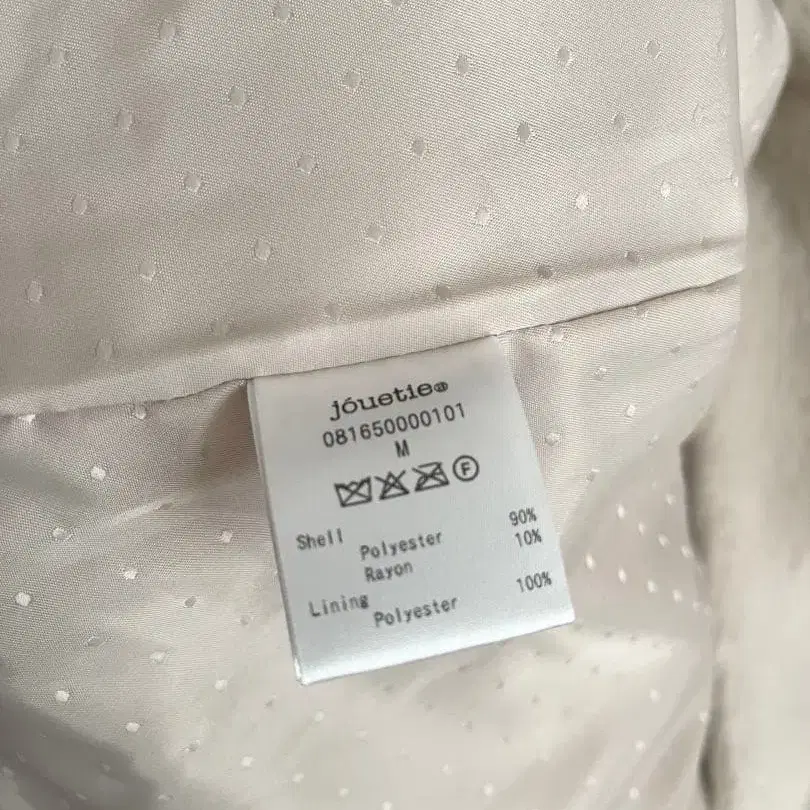 jóuetie®
081650000101
M
F
Shell 90%
Polyester 10%
Rayon
Lining 100%
Polyester